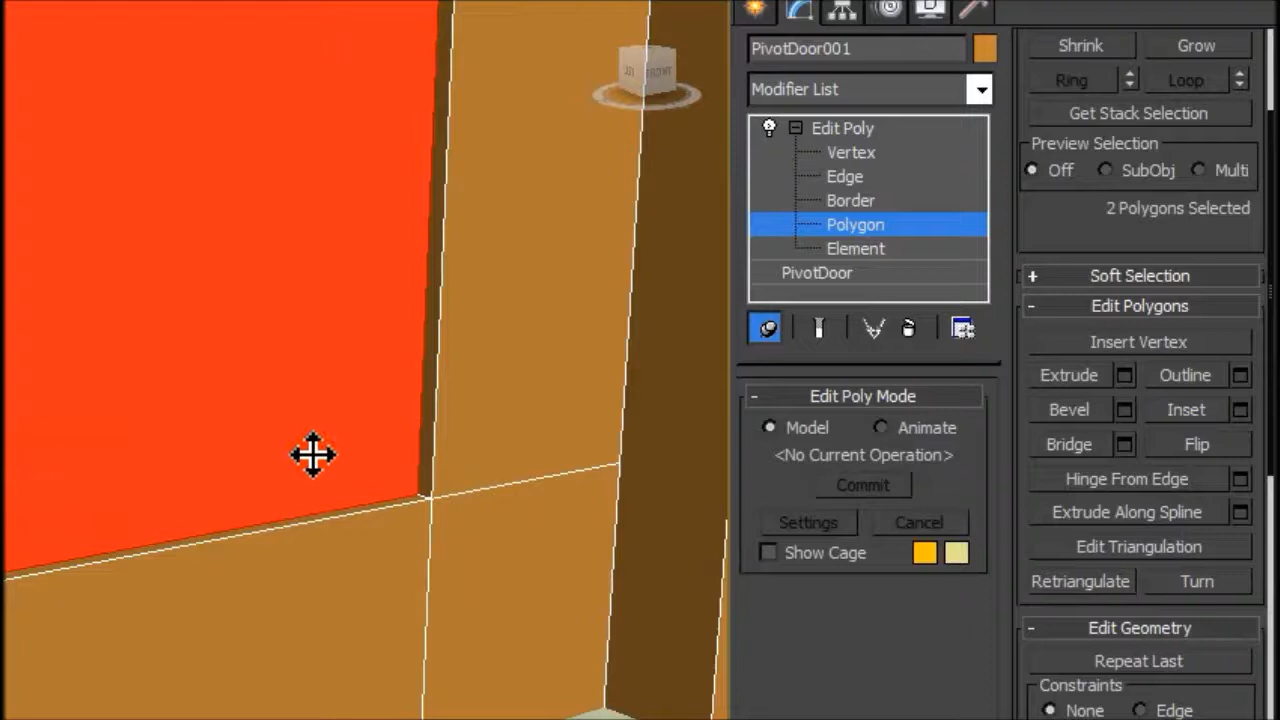 PivotDoor001
Modifier List
Edit Poly
Vertex
Edge
Border
Polygon
Element
PivotDoor
Edit Poly Mode
Model Animate
<No Current Operation>
Commit
Settings Cancel
Show Cage
Shrink Grow
Ring Loop
Get Stack Selection
Preview Selection
Off SubObj Multi
2 Polygons Selected
+ Soft Selection
- Edit Polygons
Insert Vertex
Extrude Outline
Bevel Inset
Bridge Flip
Hinge From Edge
Extrude Along Spline
Edit Triangulation
Retriangulate Turn
- Edit Geometry
Repeat Last
Constraints
None Edge